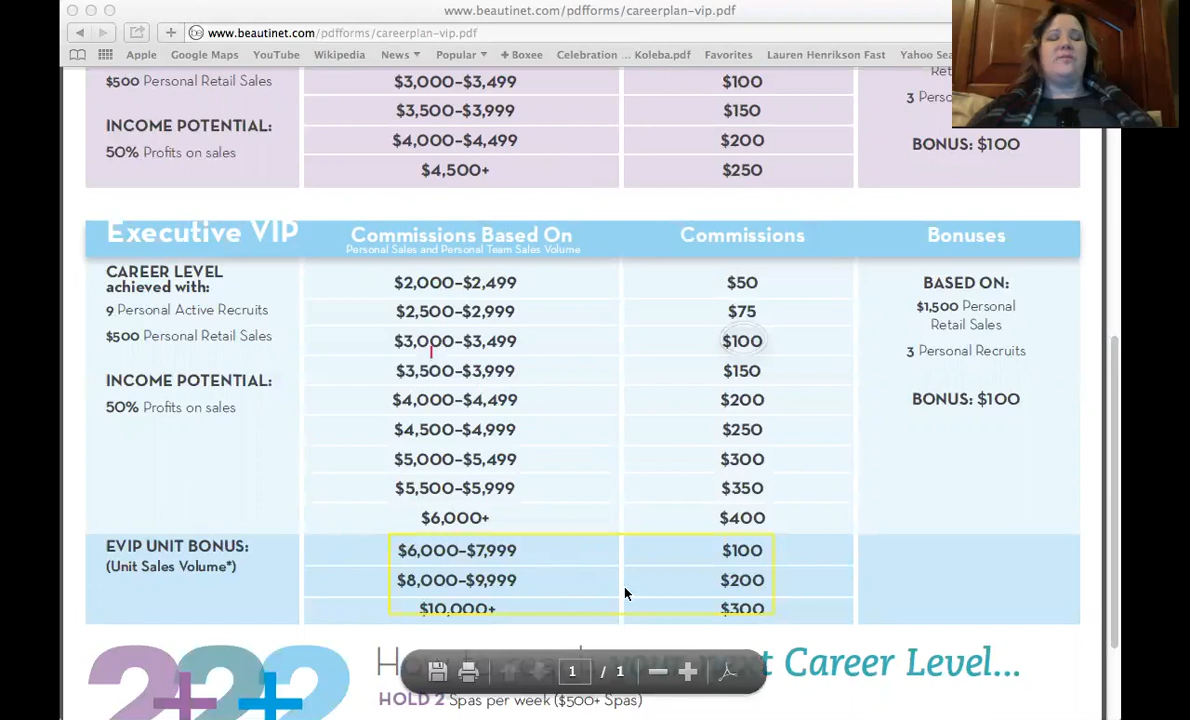 www.beautinet.com/pdfforms/careerplan-vip.pdf
www.beautinet.com/pdfforms/careerplan-vip.pdf
Apple Google Maps YouTube Wikipedia News Popular + Boxee Celebration ... Koleba.pdf Favorites Lauren Henrikson Fast Yahoo Sea
$500 Personal Retail Sales
INCOME POTENTIAL:
50% Profits on sales
$3,000–$3,499 $100
$3,500–$3,999 $150
$4,000–$4,499 $200
$4,500+ $250
3
BONUS: $100
Executive VIP
Commissions Based On
Personal Sales and Personal Team Sales Volume
Commissions
Bonuses
CAREER LEVEL
achieved with:
9 Personal Active Recruits
$500 Personal Retail Sales
INCOME POTENTIAL:
50% Profits on sales
$2,000–$2,499 $50
$2,500–$2,999 $75
$3,000–$3,499 $100
$3,500–$3,999 $150
$4,000–$4,499 $200
$4,500–$4,999 $250
$5,000–$5,499 $300
$5,500–$5,999 $350
$6,000+ $400
BASED ON:
$1,500 Personal
Retail Sales
3 Personal Recruits
BONUS: $100
EVIP UNIT BONUS:
(Unit Sales Volume*)
$6,000–$7,999 $100
$8,000–$9,999 $200
$10,000+ $300
2+2+2
How to next Career Level...
1 / 1
HOLD 2 Spas per week ($500+ Spas)